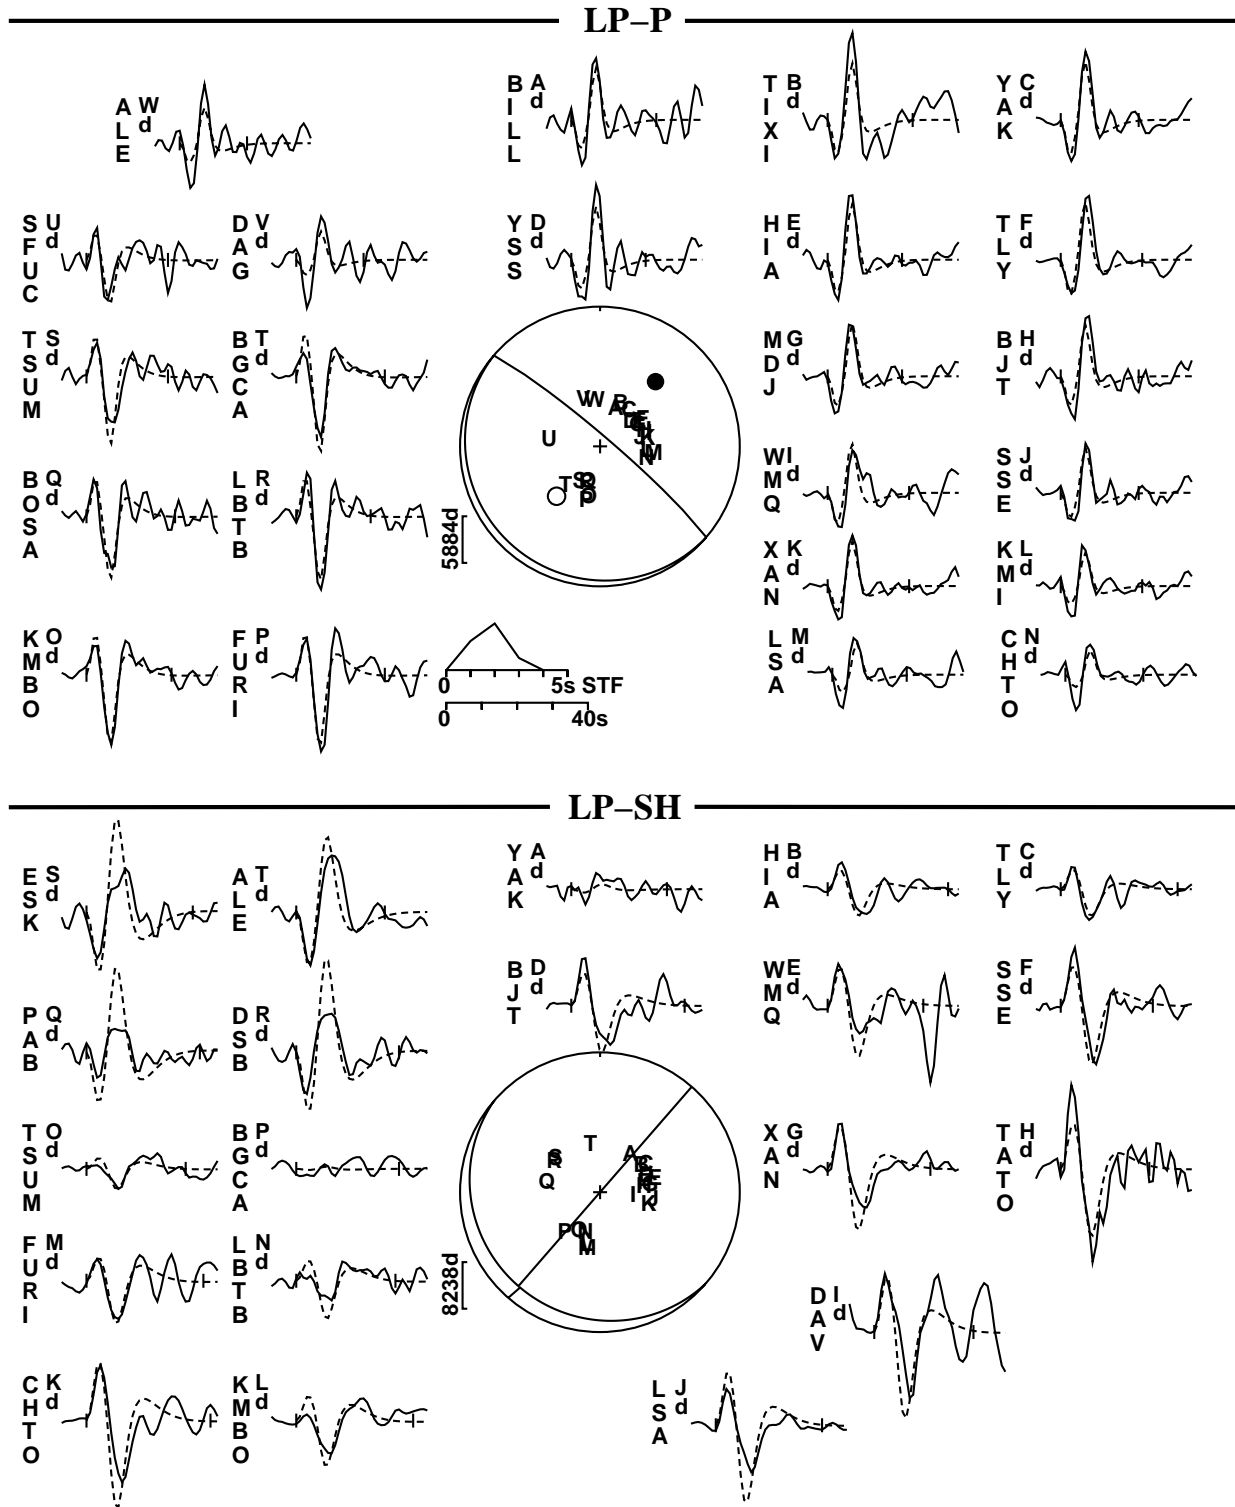 LP–P
ALE W d
BILL A d
TIXI B d
YAK C d
SFUC U d
DAG V d
YSS D d
HIA E d
TLY F d
TSUM S d
BGCA T d
MDJ G d
BJT H d
BOSA Q d
LBTB R d
WMQ I d
SSE J d
5884d
XAN K d
KMI L d
KMBO O d
FURI P d
LSA M d
CHTO N d
0 5s STF
0 40s
LP–SH
ESK S d
ALE T d
YAK A d
HIA B d
TLY C d
PAB Q d
DSB R d
BJT D d
WMQ E d
SSE F d
TSUM O d
BGCA P d
XAN G d
TATO H d
FURI M d
LBTB N d
8238d
DAV I d
CHTO K d
KMBO L d
LSA J d